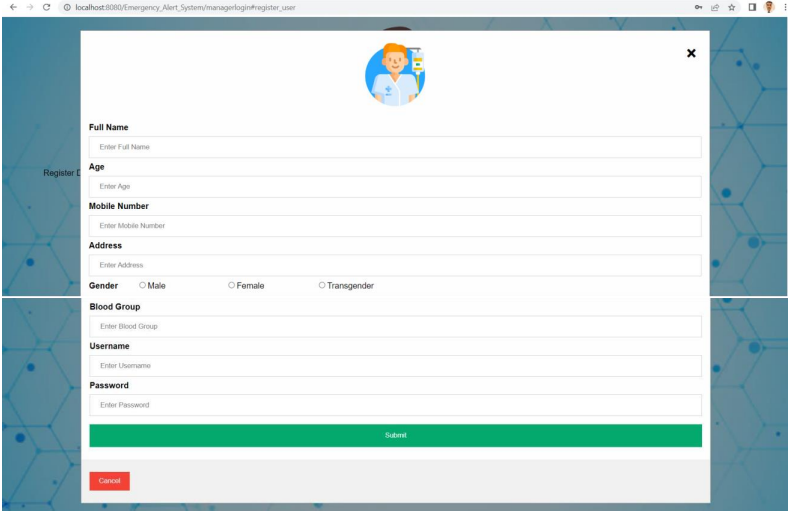 localhost:8080/Emergency_Alert_System/managerlogin#register_user
Full Name
Enter Full Name
Register D
Age
Enter Age
Mobile Number
Enter Mobile Number
Address
Enter Address
Gender Male Female Transgender
Blood Group
Enter Blood Group
Username
Enter Username
Password
Enter Password
Submit
Cancel